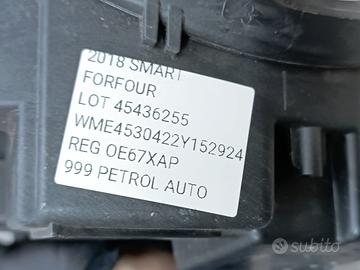 2018 SMART
FORFOUR
LOT 45436255
WME4530422Y152924
REG OE67XAP
999 PETROL AUTO
subito